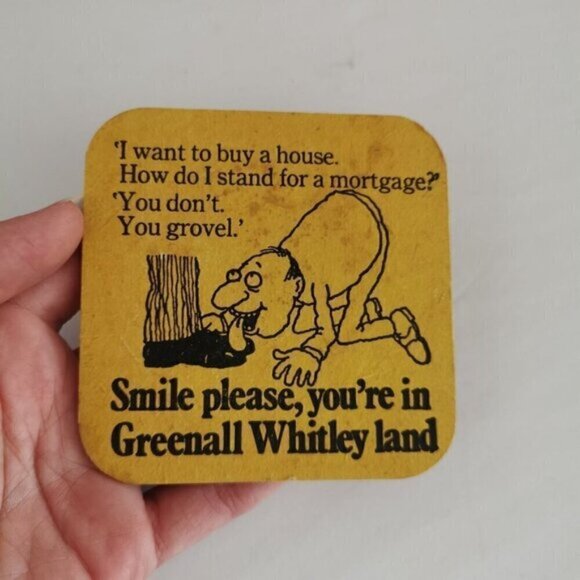 ‘I want to buy a house.
How do I stand for a mortgage?’
‘You don't.
You grovel.’
Smile please, you're in
Greenall Whitley land